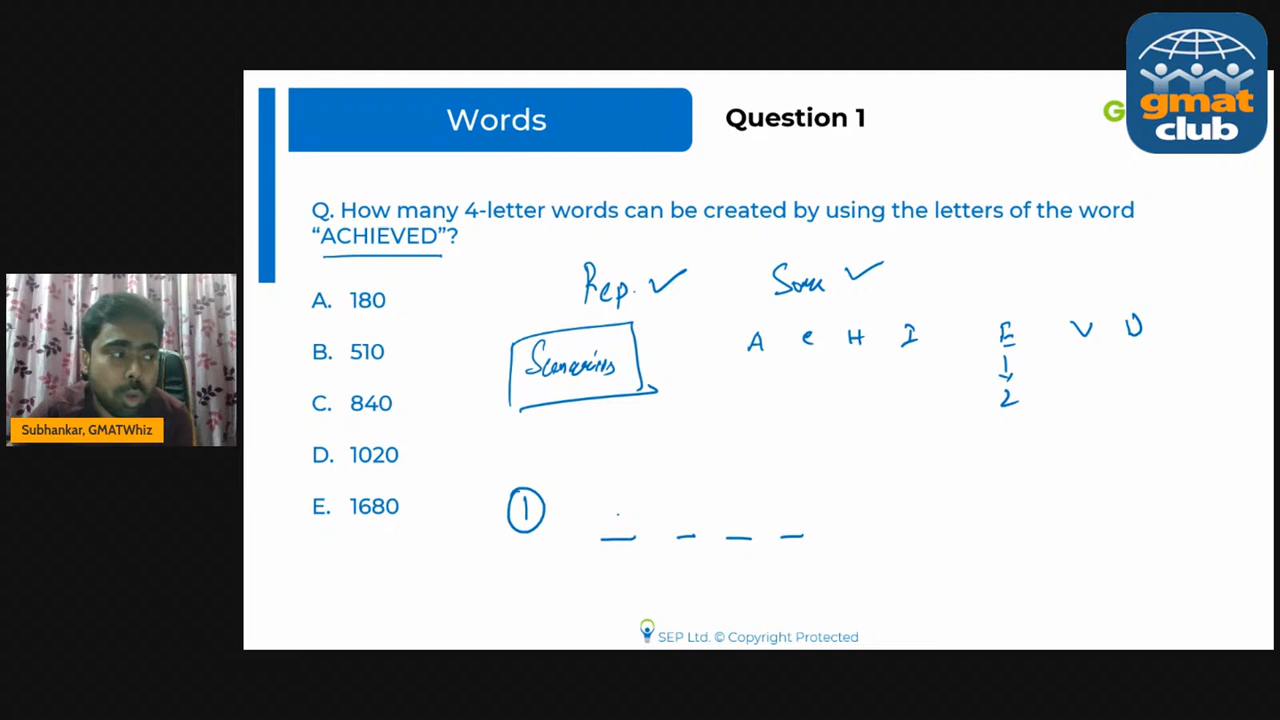 gmat
club
Words
Question 1
G
Q. How many 4-letter words can be created by using the letters of the word
“ACHIEVED”?
Rep. ✓ Some ✓
A. 180
A C H I E V D
B. 510
Scenarios
1
2
C. 840
D. 1020
E. 1680
1
Subhankar, GMATWhiz
SEP Ltd. © Copyright Protected